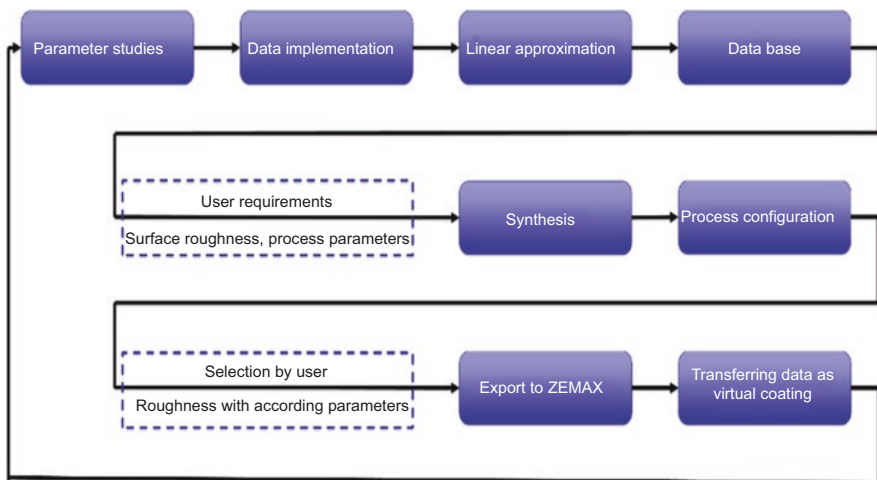 Parameter studies
Data implementation
Linear approximation
Data base
User requirements
Surface roughness, process parameters
Synthesis
Process configuration
Selection by user
Roughness with according parameters
Export to ZEMAX
Transferring data as
virtual coating